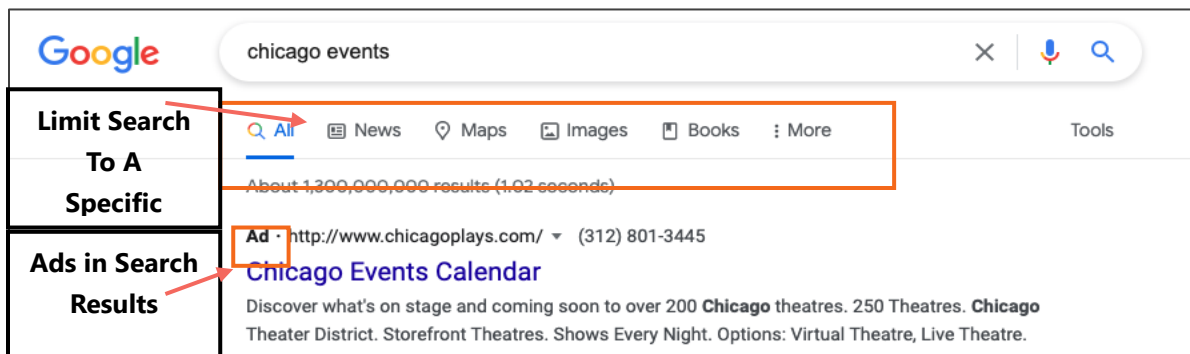 Google
chicago events
Limit Search
To A
Specific
All News Maps Images Books More Tools
About 1,300,000,000 results (1.02 seconds)
Ads in Search
Results
Ad · http://www.chicagoplays.com/ (312) 801-3445
Chicago Events Calendar
Discover what's on stage and coming soon to over 200 Chicago theatres. 250 Theatres. Chicago
Theater District. Storefront Theatres. Shows Every Night. Options: Virtual Theatre, Live Theatre.